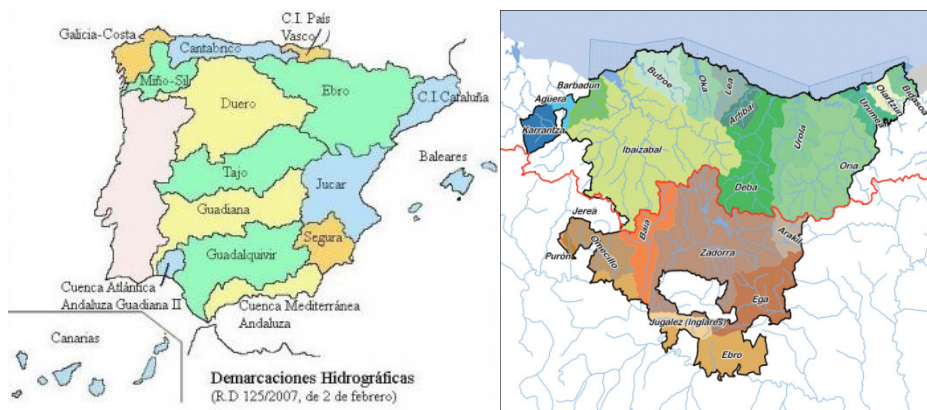 C.I. País
Vasco
Galicia-Costa
Cantabrico
Miño-Sil
Ebro
Duero
C.I Cataluña
Baleares
Tajo
Jucar
Guadiana
Segura
Guadalquivir
Cuenca Atlántica
Andaluza Guadiana II
Cuenca Mediterránea
Andaluza
Canarias
Demarcaciones Hidrográficas
(R.D 125/2007, de 2 de febrero)
Barbadun
Butroe
Oka
Lea
Artibai
Agüera
Karrantza
Ibaizabal
Deba
Urola
Oria
Urumea
Oiartzun
Bidasoa
Jerea
Purón
Omecillo
Baia
Zadorra
Arakil
Ega
Jugalez (Inglares)
Ebro